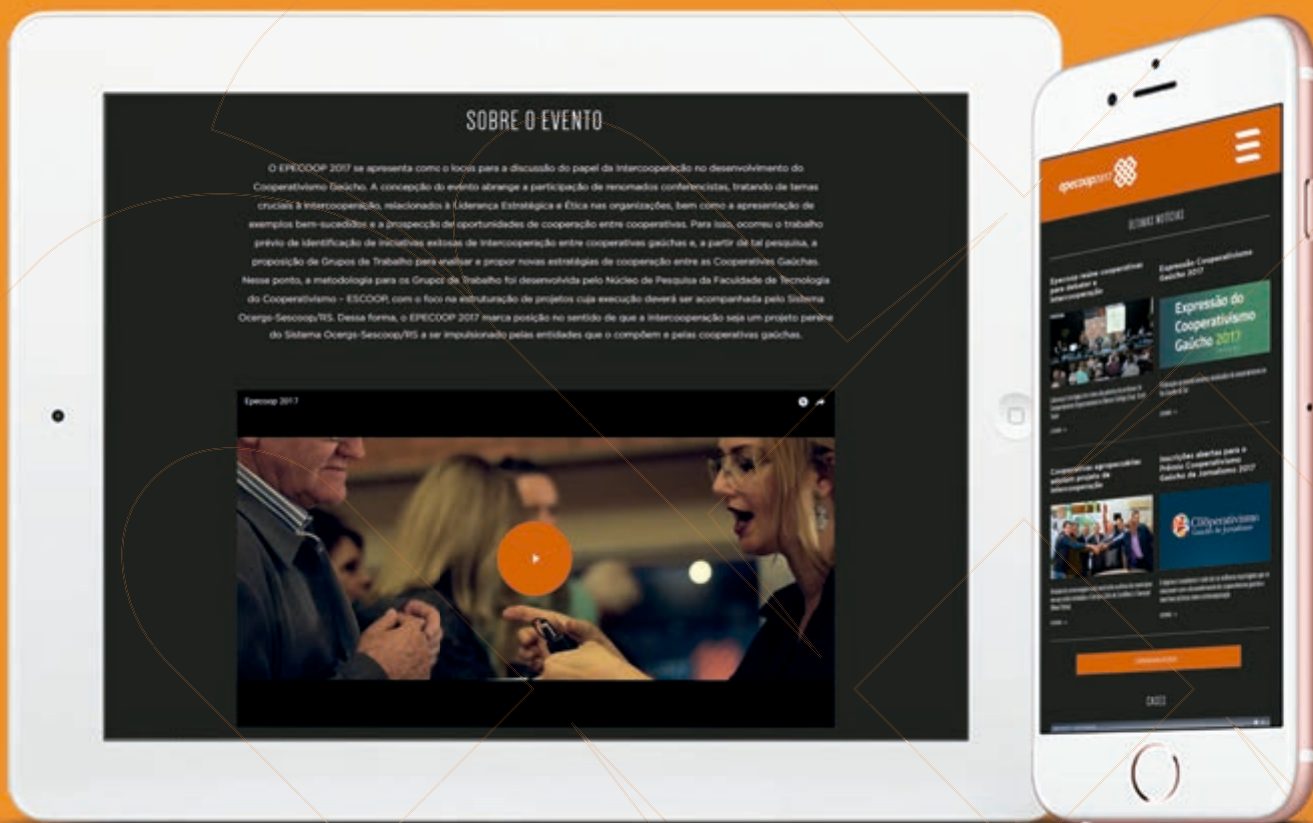 SOBRE O EVENTO
O EPECOOP 2017 se apresenta como o locus para a discussão do papel da Intercooperação no desenvolvimento do
Cooperativismo Gaúcho. A concepção do evento abrange a participação de renomados conferencistas, tratando de temas
cruciais à Intercooperação, relacionados à Liderança Estratégica e Ética nas organizações, bem como a apresentação de
exemplos bem-sucedidos e a prospecção de oportunidades de cooperação entre cooperativas. Para isso, ocorreu o trabalho
prévio de identificação de iniciativas exitosas de Intercooperação entre cooperativas gaúchas e, a partir de tal pesquisa, a
proposição de Grupos de Trabalho para analisar e propor novas estratégias de cooperação entre as Cooperativas Gaúchas.
Nesse ponto, a metodologia para os Grupos de Trabalho foi desenvolvida pelo Núcleo de Pesquisa da Faculdade de Tecnologia
do Cooperativismo – ESCOOP, com o foco na estruturação de projetos cuja execução deverá ser acompanhada pelo Sistema
Ocergs-Sescoop/RS. Dessa forma, o EPECOOP 2017 marca posição no sentido de que a Intercooperação seja um projeto perene
do Sistema Ocergs-Sescoop/RS a ser impulsionado pelas entidades que o compõem e pelas cooperativas gaúchas.
Epecoop 2017
epecoop2017
ÚLTIMAS NOTÍCIAS
Epecoop reúne cooperativas
para debater a
intercooperação
Expressão Cooperativismo
Gaúcho 2017
Expressão do
Cooperativismo
Gaúcho 2017
Cooperativas agropecuárias
adotam projeto de
intercooperação
Inscrições abertas para o
Prêmio Cooperativismo
Gaúcho de Jornalismo 2017
Cooperativismo
Gaúcho de Jornalismo
CASES